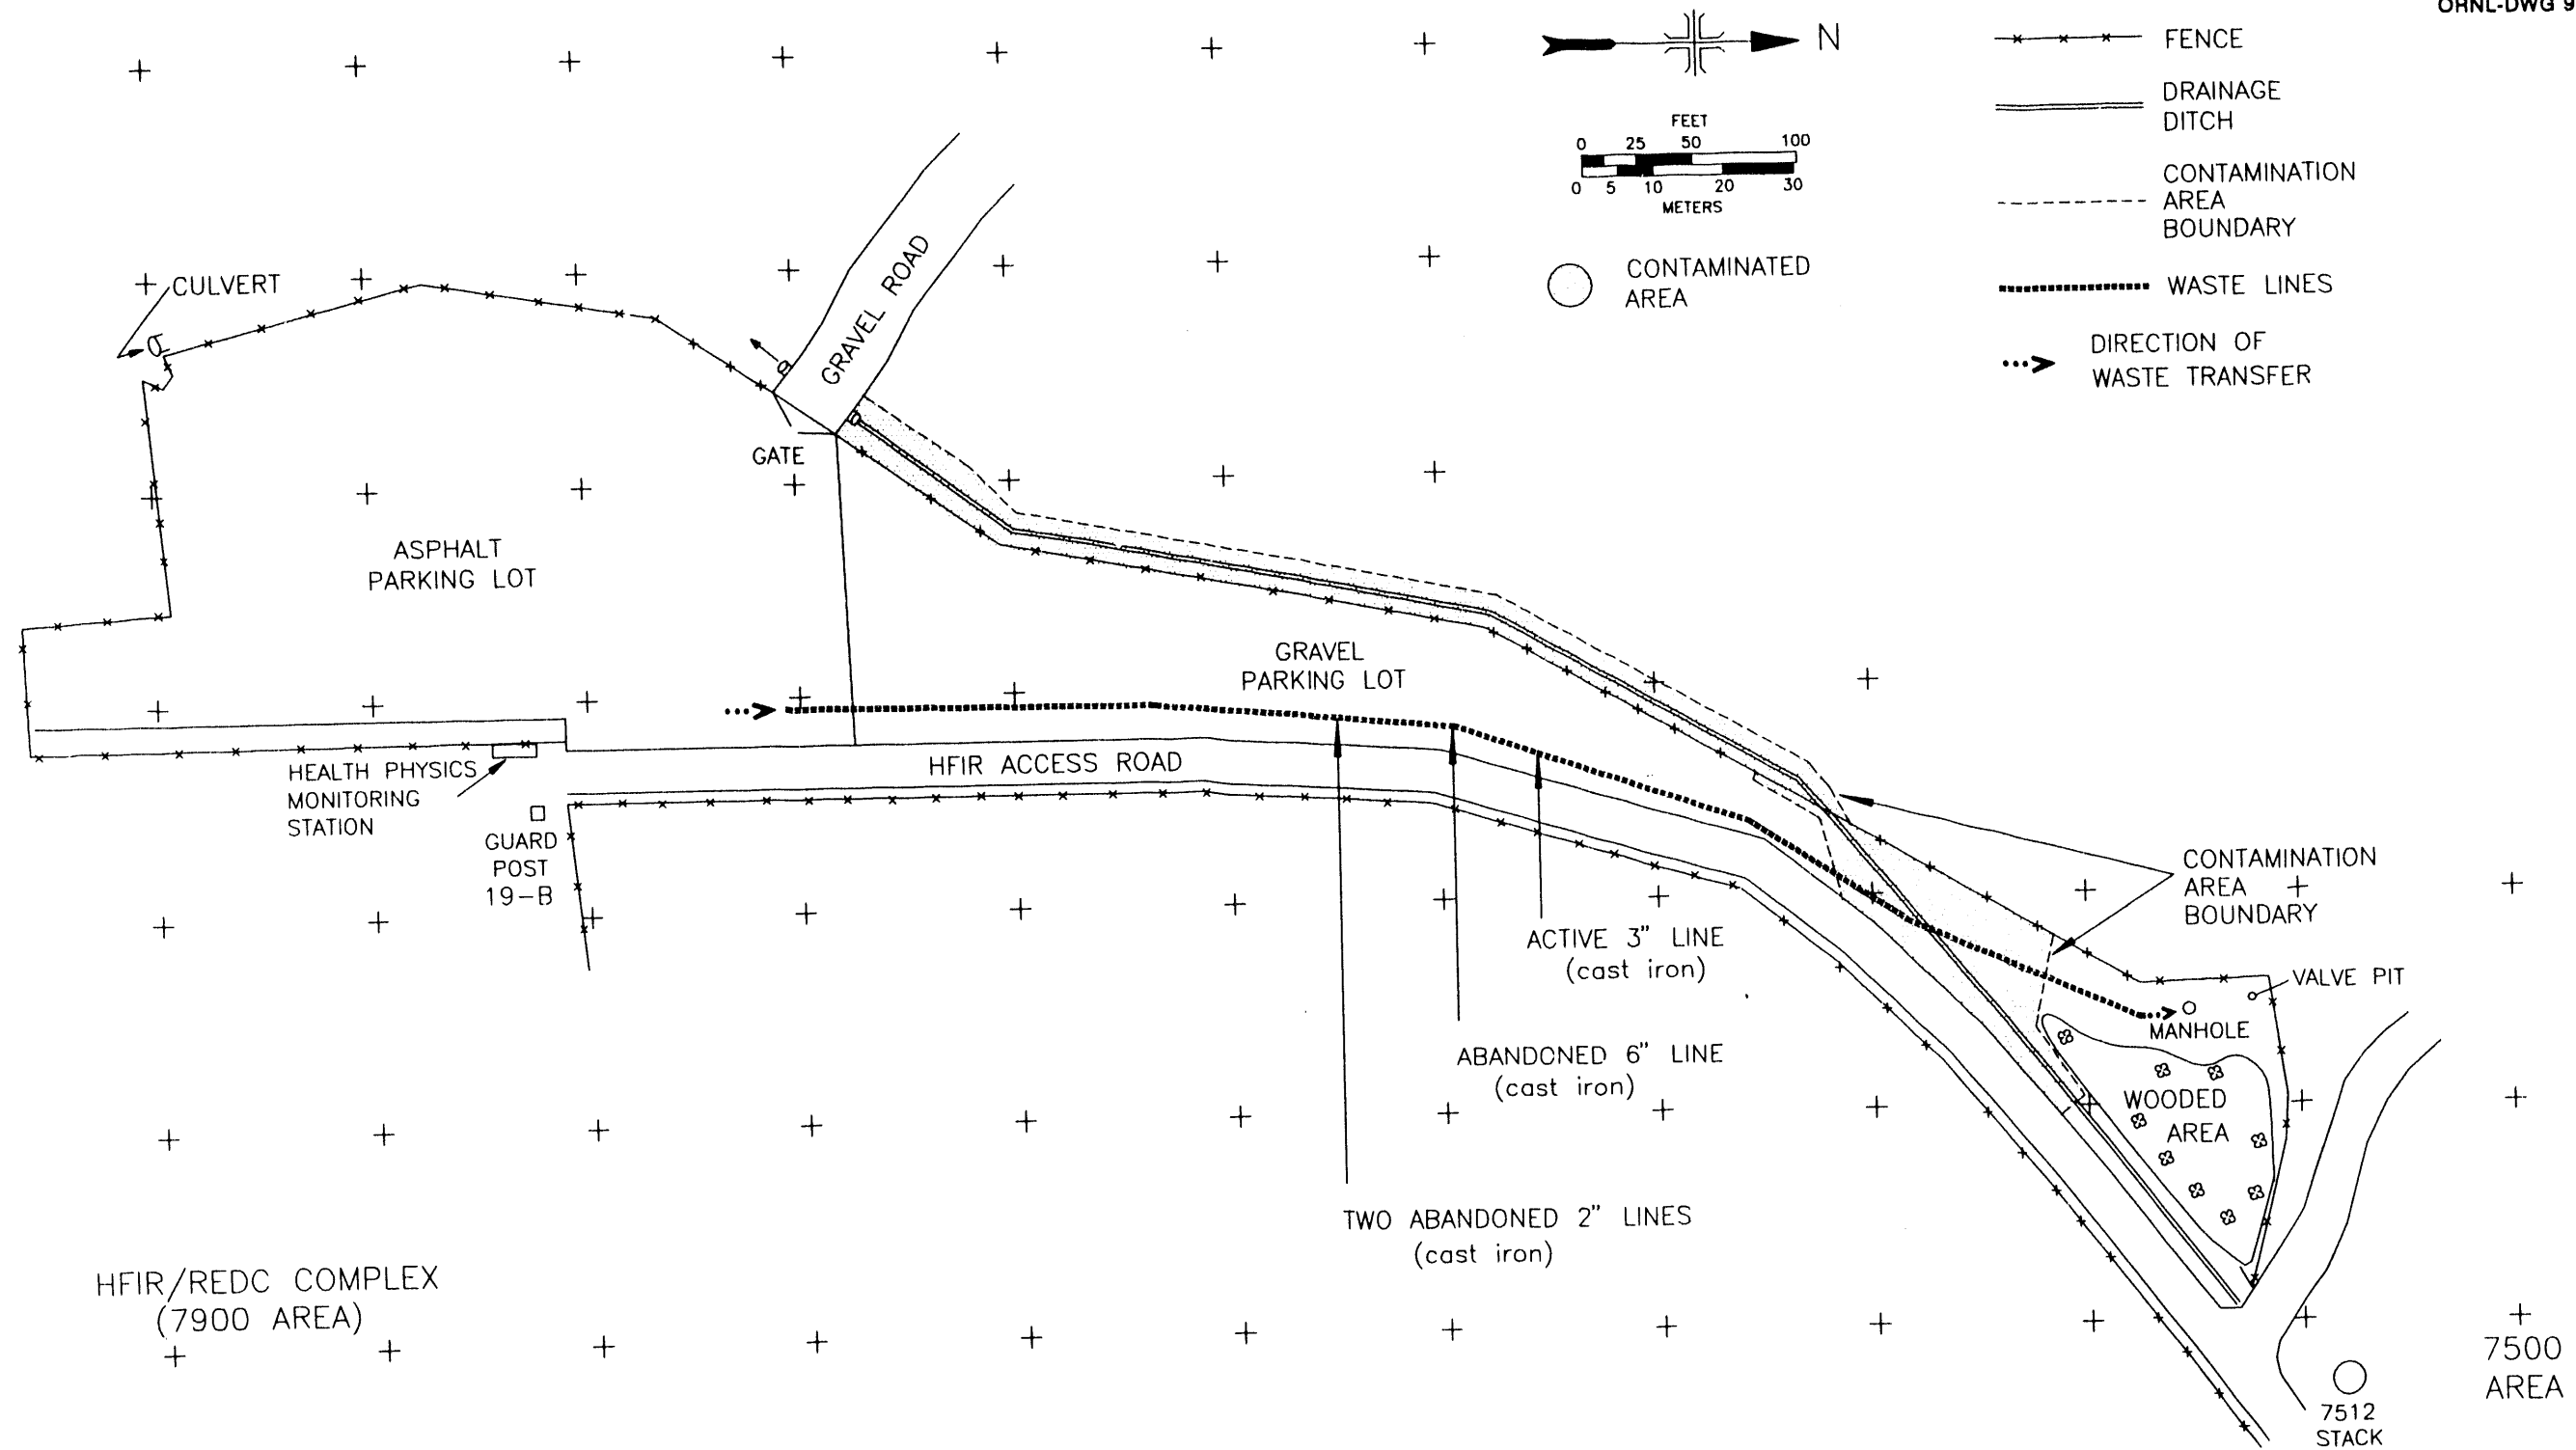 OHNL-DWG 9
N
FEET
0 25 50 100
0 5 10 20 30
METERS
CONTAMINATED
AREA
FENCE
DRAINAGE
DITCH
CONTAMINATION
AREA
BOUNDARY
WASTE LINES
DIRECTION OF
WASTE TRANSFER
CULVERT
GRAVEL ROAD
GATE
ASPHALT
PARKING LOT
GRAVEL
PARKING LOT
HFIR ACCESS ROAD
HEALTH PHYSICS
MONITORING
STATION
GUARD
POST
19-B
CONTAMINATION
AREA
BOUNDARY
ACTIVE 3" LINE
(cast iron)
VALVE PIT
MANHOLE
ABANDONED 6" LINE
(cast iron)
WOODED
AREA
TWO ABANDONED 2" LINES
(cast iron)
HFIR/REDC COMPLEX
(7900 AREA)
7500
AREA
7512
STACK